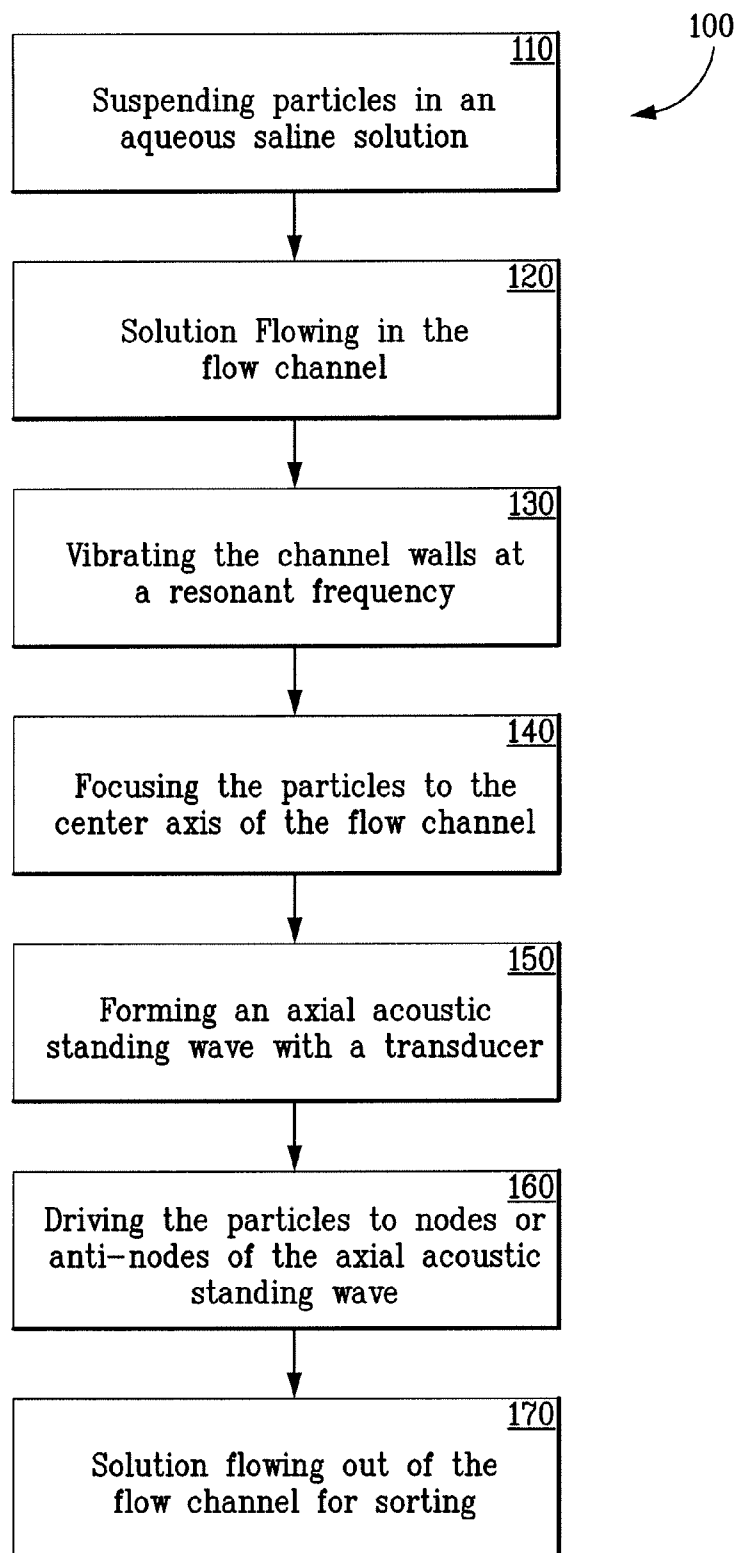 100
110
Suspending particles in an
aqueous saline solution
120
Solution Flowing in the
flow channel
130
Vibrating the channel walls at
a resonant frequency
140
Focusing the particles to the
center axis of the flow channel
150
Forming an axial acoustic
standing wave with a transducer
160
Driving the particles to nodes or
anti-nodes of the axial acoustic
standing wave
170
Solution flowing out of the
flow channel for sorting